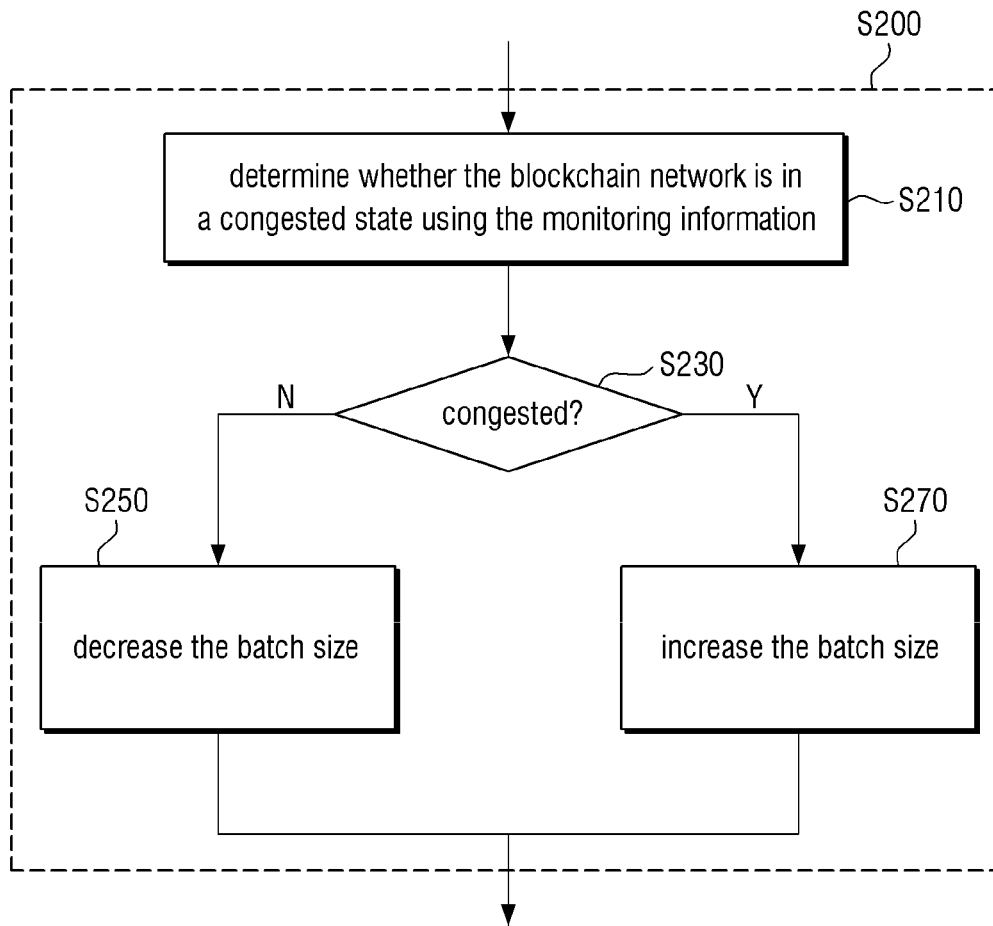 S200
determine whether the blockchain network is in
a congested state using the monitoring information
S210
S230
N
congested?
Y
S250
S270
decrease the batch size
increase the batch size